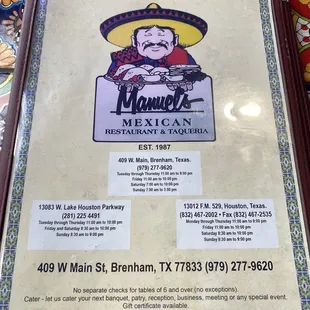 Manuel's
MEXICAN
RESTAURANT & TAQUERIA
EST. 1987
409 W. Main, Brenham, Texas.
(979) 277-9620
Tuesday through Thursday 11:00 am to 9:00 pm
Friday 11:00 am to 10:00 pm
Saturday 7:00 am to 10:00 pm
Sunday 7:00 am to 3:00 pm
13083 W. Lake Houston Parkway
(281) 225 4491
Tuesday through Thursday 11:00 am to 10:00 pm
Friday and Saturday 8:30 am to 10:00 pm
Sunday 8:30 am to 9:00 pm
13012 F.M. 529, Houston, Texas.
(832) 467-2002 • Fax (832) 467-2535
Monday through Thursday 11:00 am to 9:00 pm
Friday 11:00 am to 10:00 pm
Saturday 8:30 am to 10:00 pm
Sunday 8:30 am to 9:00 pm
409 W Main St, Brenham, TX 77833 (979) 277-9620
No separate checks for tables of 6 and over (no exceptions).
Cater - let us cater your next banquet, patry, reception, business, meeting or any special event.
Gift certificate available.